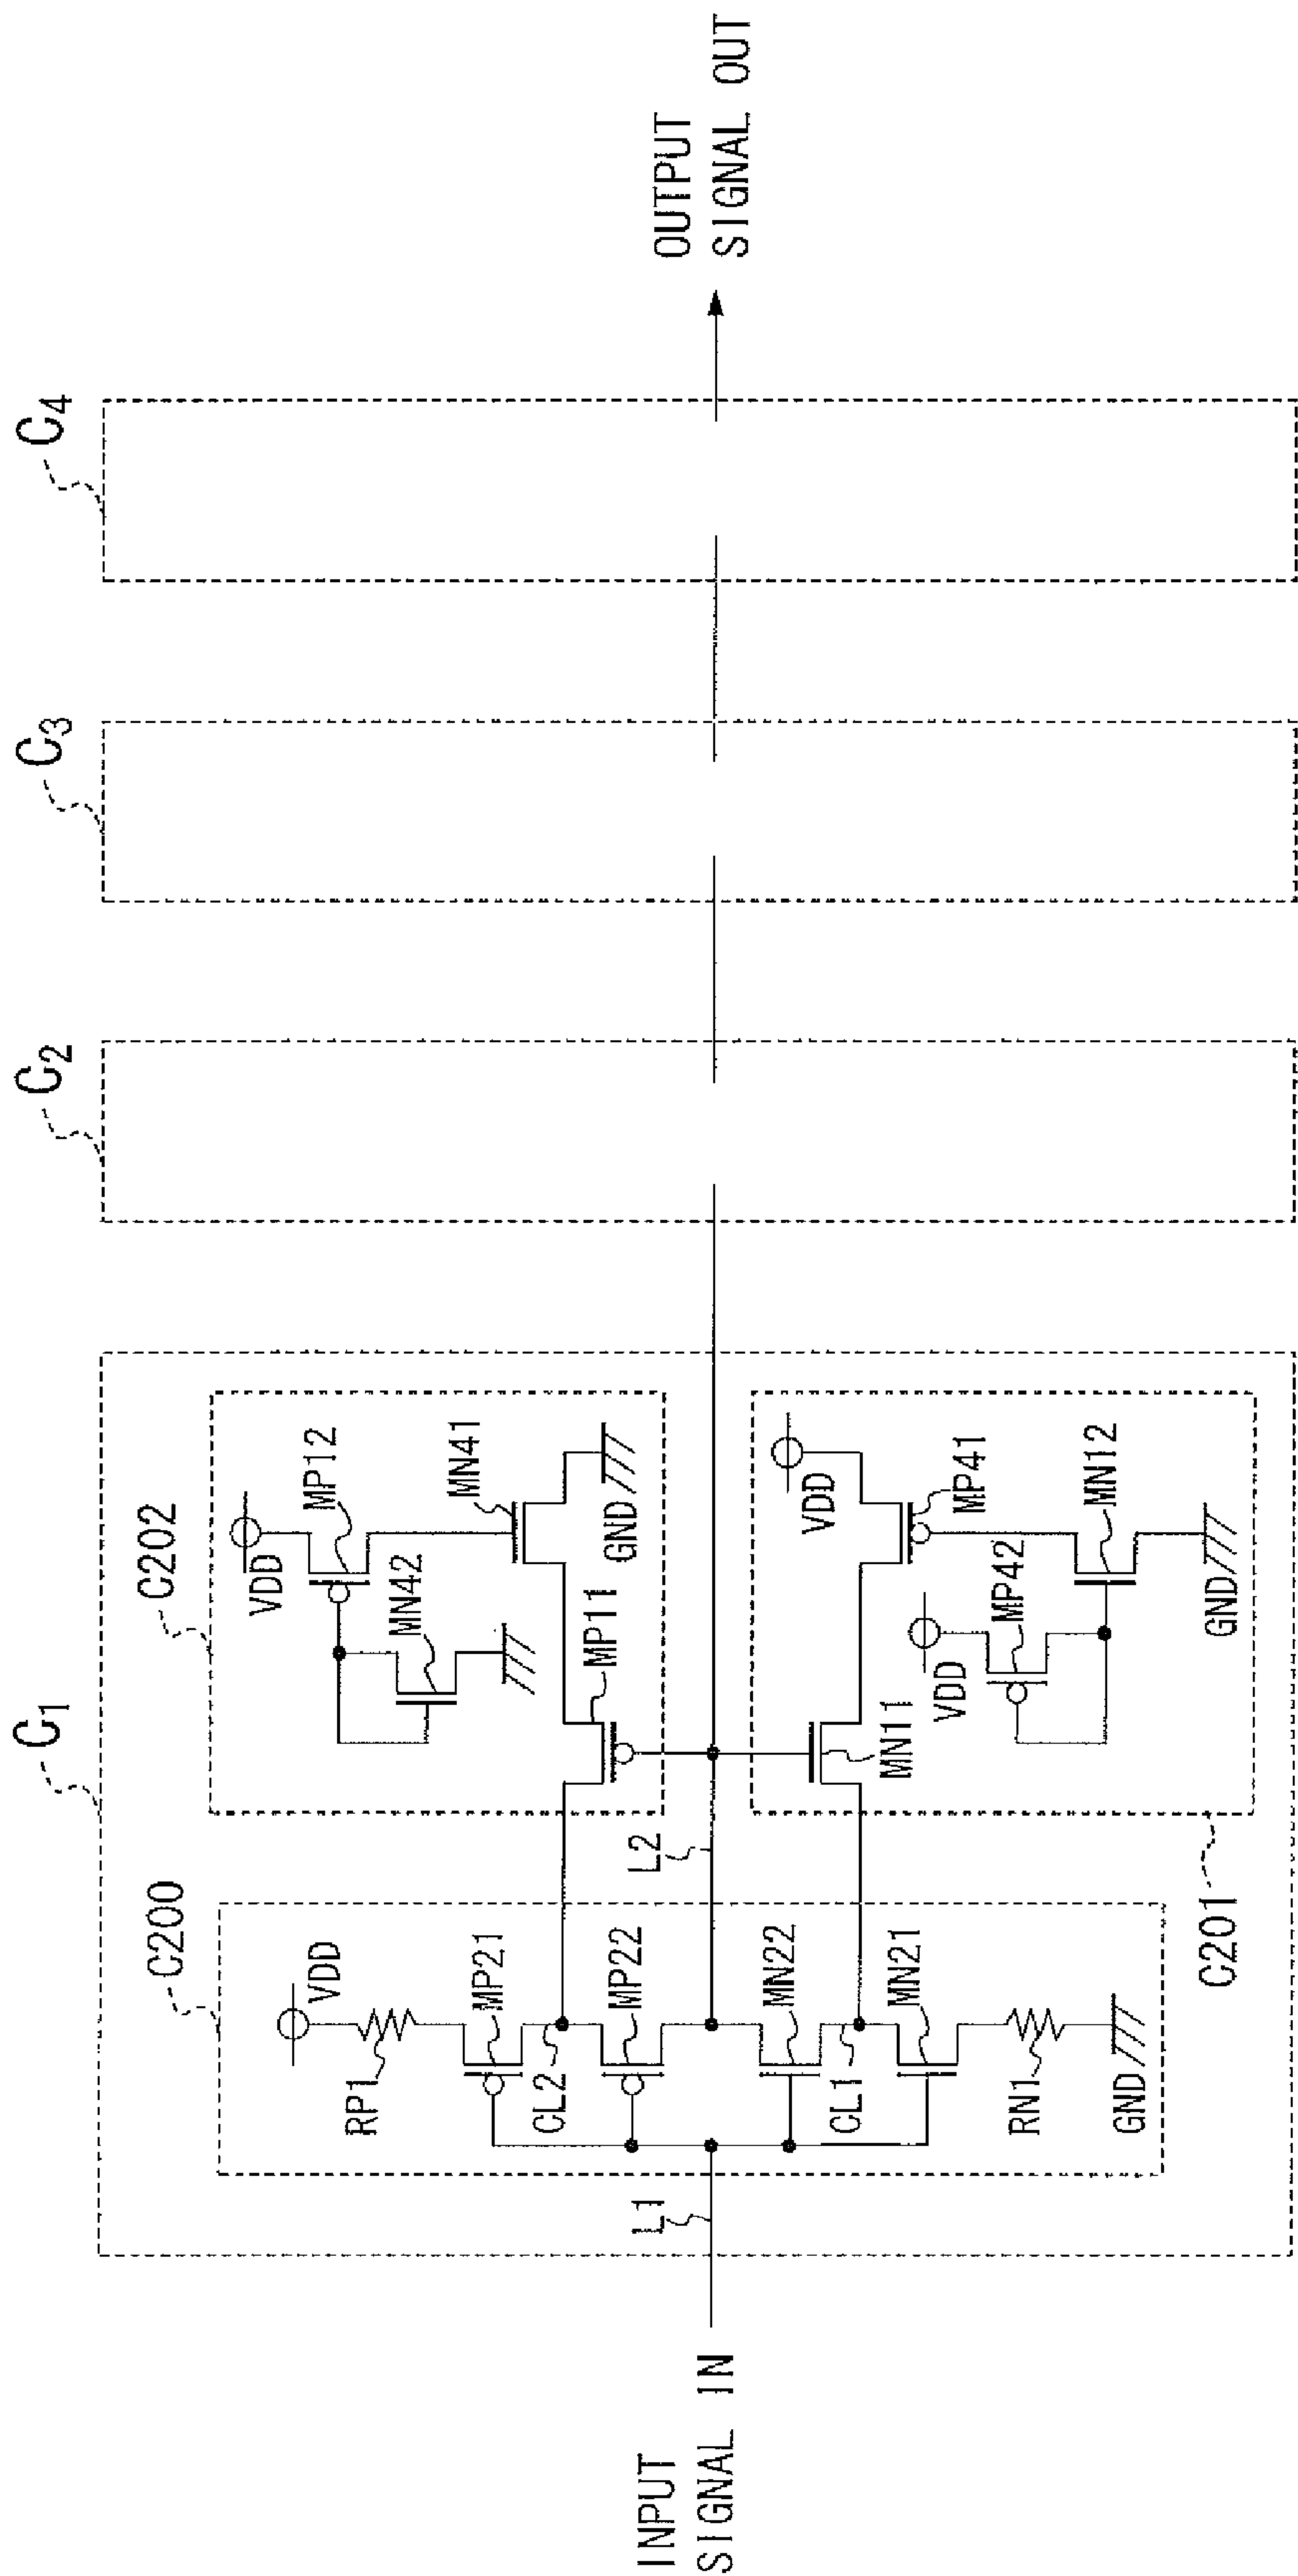 C1
C2
C3
C4
C200
C202
VDD
RP1
MP21
CL2
MP22
MN22
CL1
MN21
RN1
GND
L1
L2
INPUT
SIGNAL IN
VDD
MP12
MN42
MN41
GND
MP11
VDD
MP41
MN11
VDD
MP42
MN12
GND
C201
OUTPUT
SIGNAL OUT